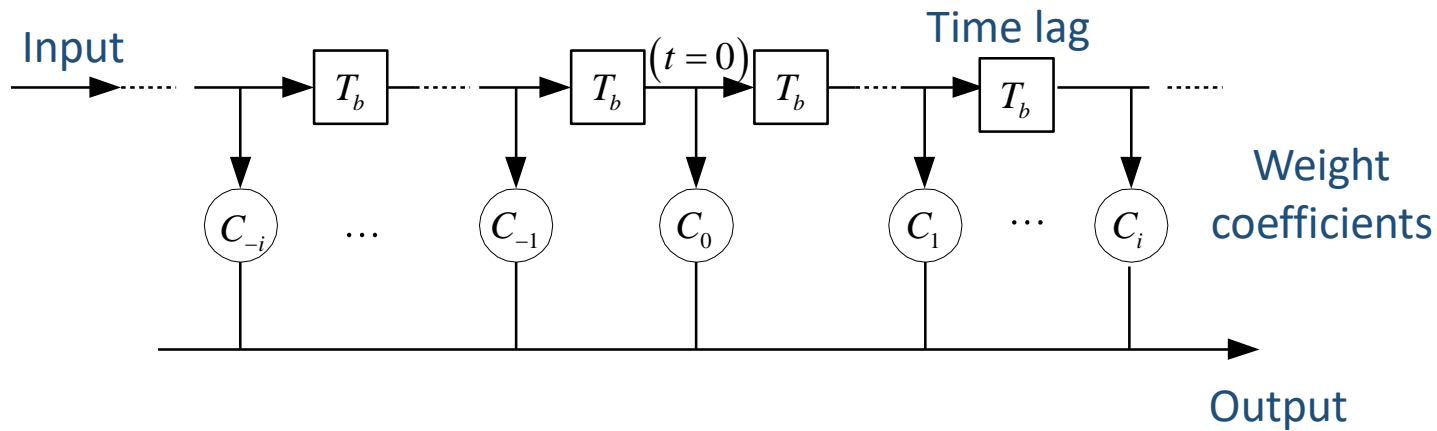 Input
(t = 0)
Time lag
T_b
T_b
T_b
T_b
C_{-i}
...
C_{-1}
C_0
C_1
...
C_i
Weight
coefficients
Output